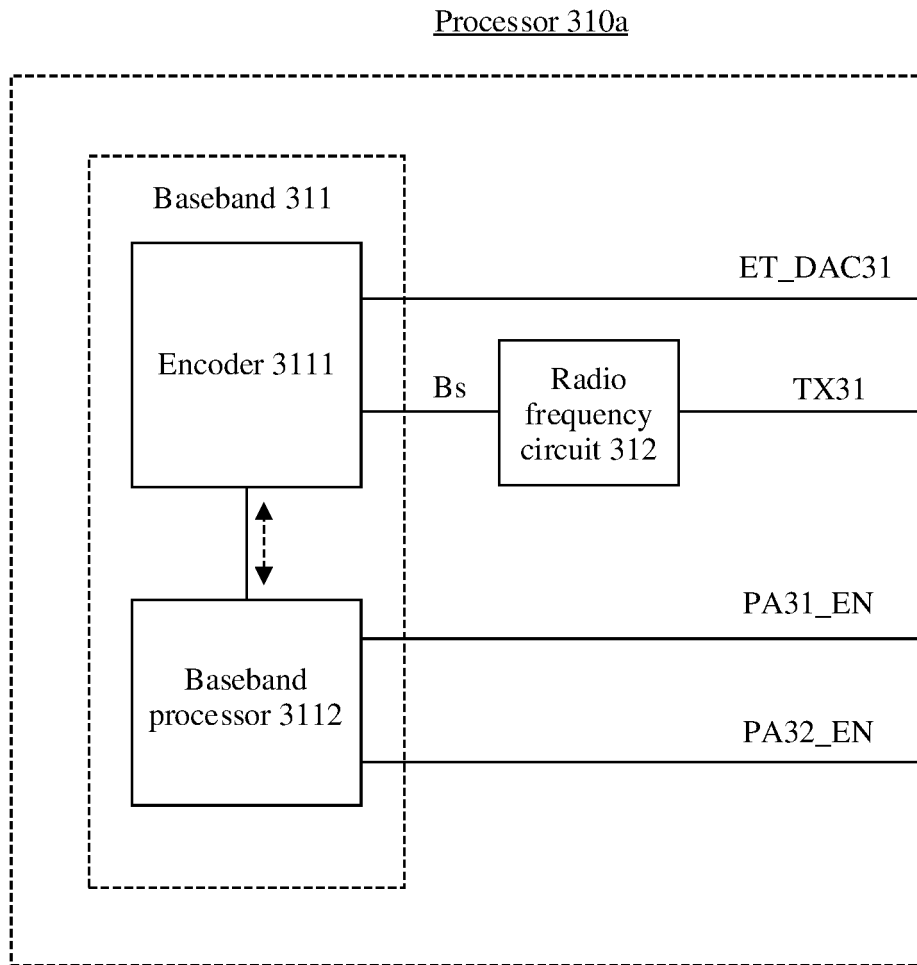 Processor 310a
Baseband 311
ET_DAC31
Encoder 3111
Bs
Radio
frequency
circuit 312
TX31
PA31_EN
Baseband
processor 3112
PA32_EN